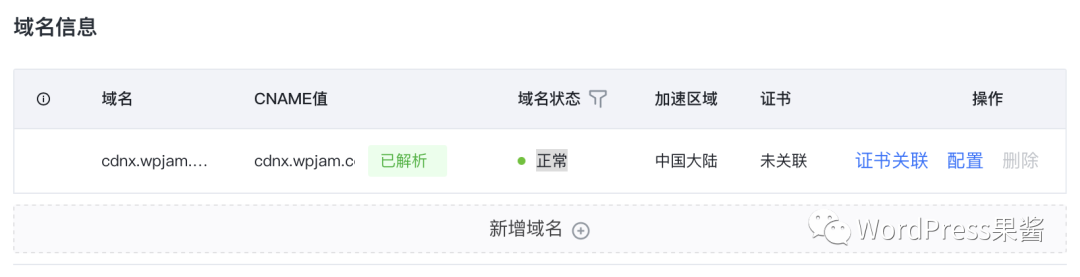 域名信息
域名 CNAME值 域名状态 加速区域 证书 操作
cdnx.wpjam.… cdnx.wpjam.c 已解析 正常 中国大陆 未关联 证书关联 配置 删除
新增域名
WordPress果酱